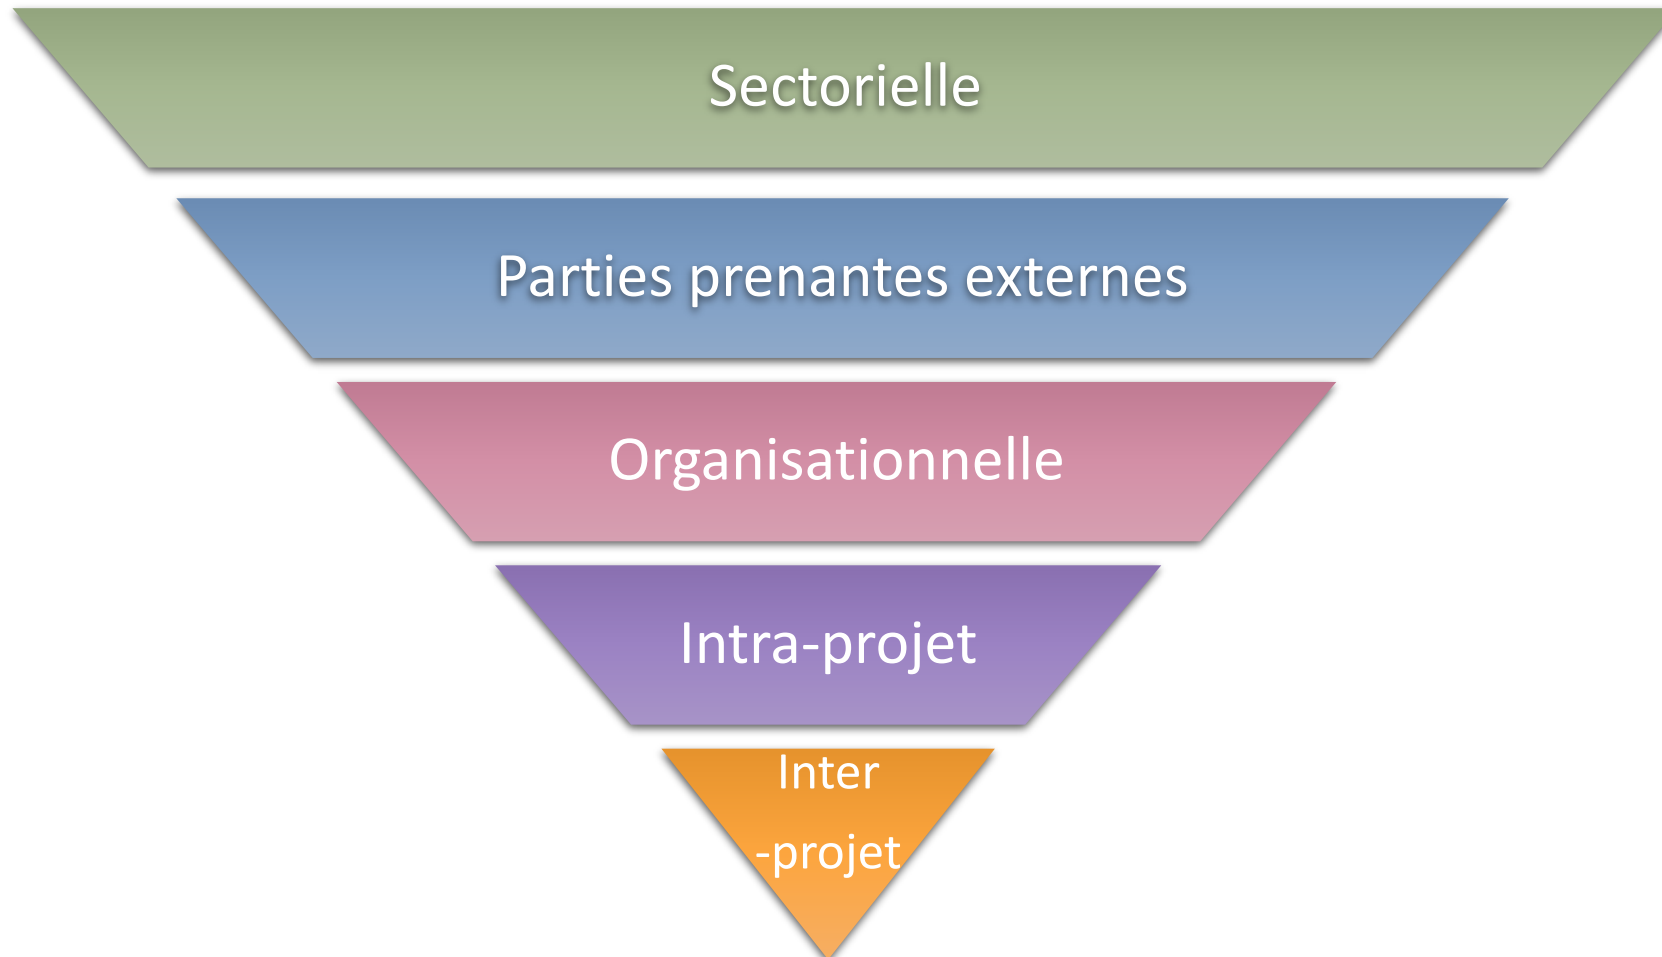 Sectorielle
Parties prenantes externes
Organisationnelle
Intra-projet
Inter
-projet